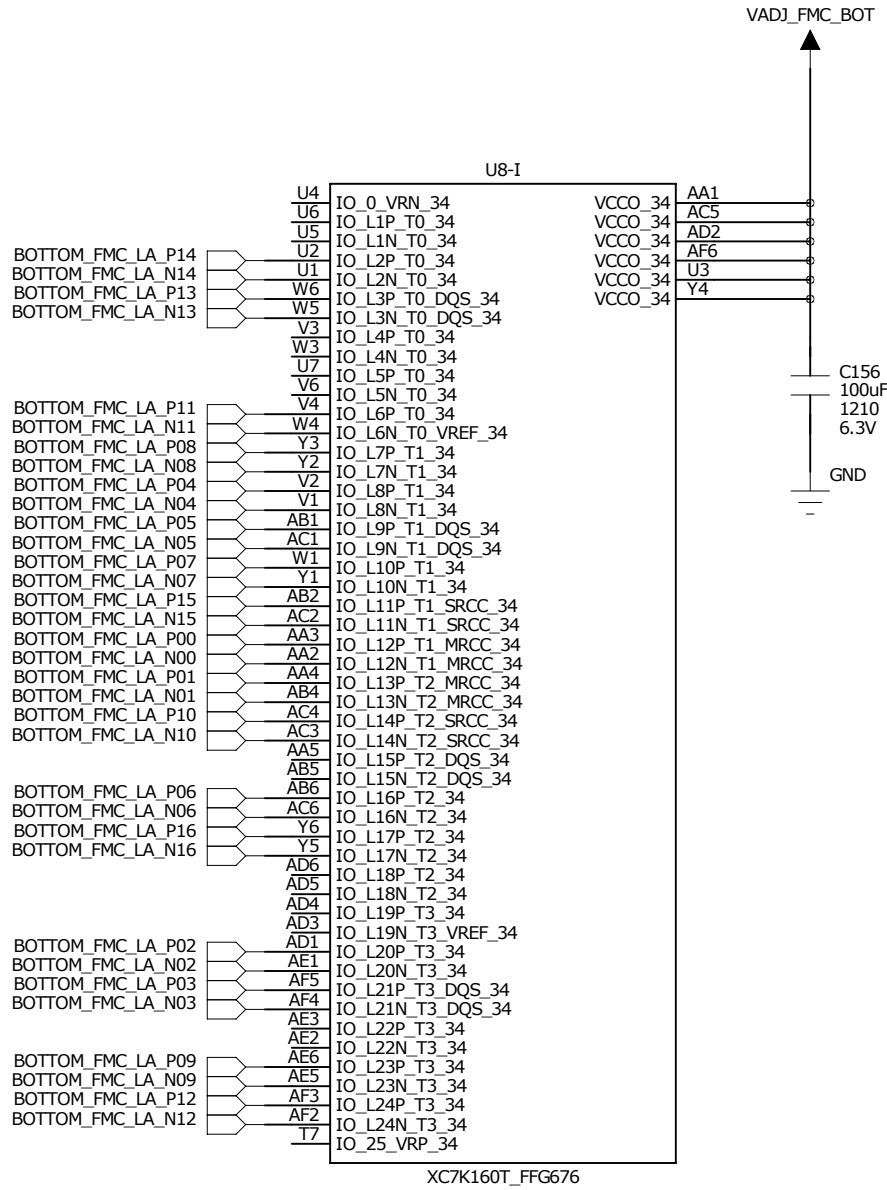 VADJ_FMC_BOT
U8-I
U4 IO_0_VRN_34 VCCO_34 AA1
U6 IO_L1P_T0_34 VCCO_34 AC5
U5 IO_L1N_T0_34 VCCO_34 AD2
BOTTOM_FMC_LA_P14 U2 IO_L2P_T0_34 VCCO_34 AF6
BOTTOM_FMC_LA_N14 U1 IO_L2N_T0_34 VCCO_34 U3
BOTTOM_FMC_LA_P13 W6 IO_L3P_T0_DQS_34 VCCO_34 Y4
BOTTOM_FMC_LA_N13 W5 IO_L3N_T0_DQS_34
V3 IO_L4P_T0_34
W3 IO_L4N_T0_34
U7 IO_L5P_T0_34
V6 IO_L5N_T0_34
BOTTOM_FMC_LA_P11 V4 IO_L6P_T0_34
BOTTOM_FMC_LA_N11 W4 IO_L6N_T0_VREF_34
BOTTOM_FMC_LA_P08 Y3 IO_L7P_T1_34
BOTTOM_FMC_LA_N08 Y2 IO_L7N_T1_34
BOTTOM_FMC_LA_P04 V2 IO_L8P_T1_34
BOTTOM_FMC_LA_N04 V1 IO_L8N_T1_34
BOTTOM_FMC_LA_P05 AB1 IO_L9P_T1_DQS_34
BOTTOM_FMC_LA_N05 AC1 IO_L9N_T1_DQS_34
BOTTOM_FMC_LA_P07 W1 IO_L10P_T1_34
BOTTOM_FMC_LA_N07 Y1 IO_L10N_T1_34
BOTTOM_FMC_LA_P15 AB2 IO_L11P_T1_SRCC_34
BOTTOM_FMC_LA_N15 AC2 IO_L11N_T1_SRCC_34
BOTTOM_FMC_LA_P00 AA3 IO_L12P_T1_MRCC_34
BOTTOM_FMC_LA_N00 AA2 IO_L12N_T1_MRCC_34
BOTTOM_FMC_LA_P01 AA4 IO_L13P_T2_MRCC_34
BOTTOM_FMC_LA_N01 AB4 IO_L13N_T2_MRCC_34
BOTTOM_FMC_LA_P10 AC4 IO_L14P_T2_SRCC_34
BOTTOM_FMC_LA_N10 AC3 IO_L14N_T2_SRCC_34
AA5 IO_L15P_T2_DQS_34
AB5 IO_L15N_T2_DQS_34
BOTTOM_FMC_LA_P06 AB6 IO_L16P_T2_34
BOTTOM_FMC_LA_N06 AC6 IO_L16N_T2_34
BOTTOM_FMC_LA_P16 Y6 IO_L17P_T2_34
BOTTOM_FMC_LA_N16 Y5 IO_L17N_T2_34
AD6 IO_L18P_T2_34
AD5 IO_L18N_T2_34
AD4 IO_L19P_T3_34
AD3 IO_L19N_T3_VREF_34
BOTTOM_FMC_LA_P02 AD1 IO_L20P_T3_34
BOTTOM_FMC_LA_N02 AE1 IO_L20N_T3_34
BOTTOM_FMC_LA_P03 AF5 IO_L21P_T3_DQS_34
BOTTOM_FMC_LA_N03 AF4 IO_L21N_T3_DQS_34
AE3 IO_L22P_T3_34
AE2 IO_L22N_T3_34
BOTTOM_FMC_LA_P09 AE6 IO_L23P_T3_34
BOTTOM_FMC_LA_N09 AE5 IO_L23N_T3_34
BOTTOM_FMC_LA_P12 AF3 IO_L24P_T3_34
BOTTOM_FMC_LA_N12 AF2 IO_L24N_T3_34
T7 IO_25_VRP_34
XC7K160T_FFG676
C156
100uF
1210
6.3V
GND